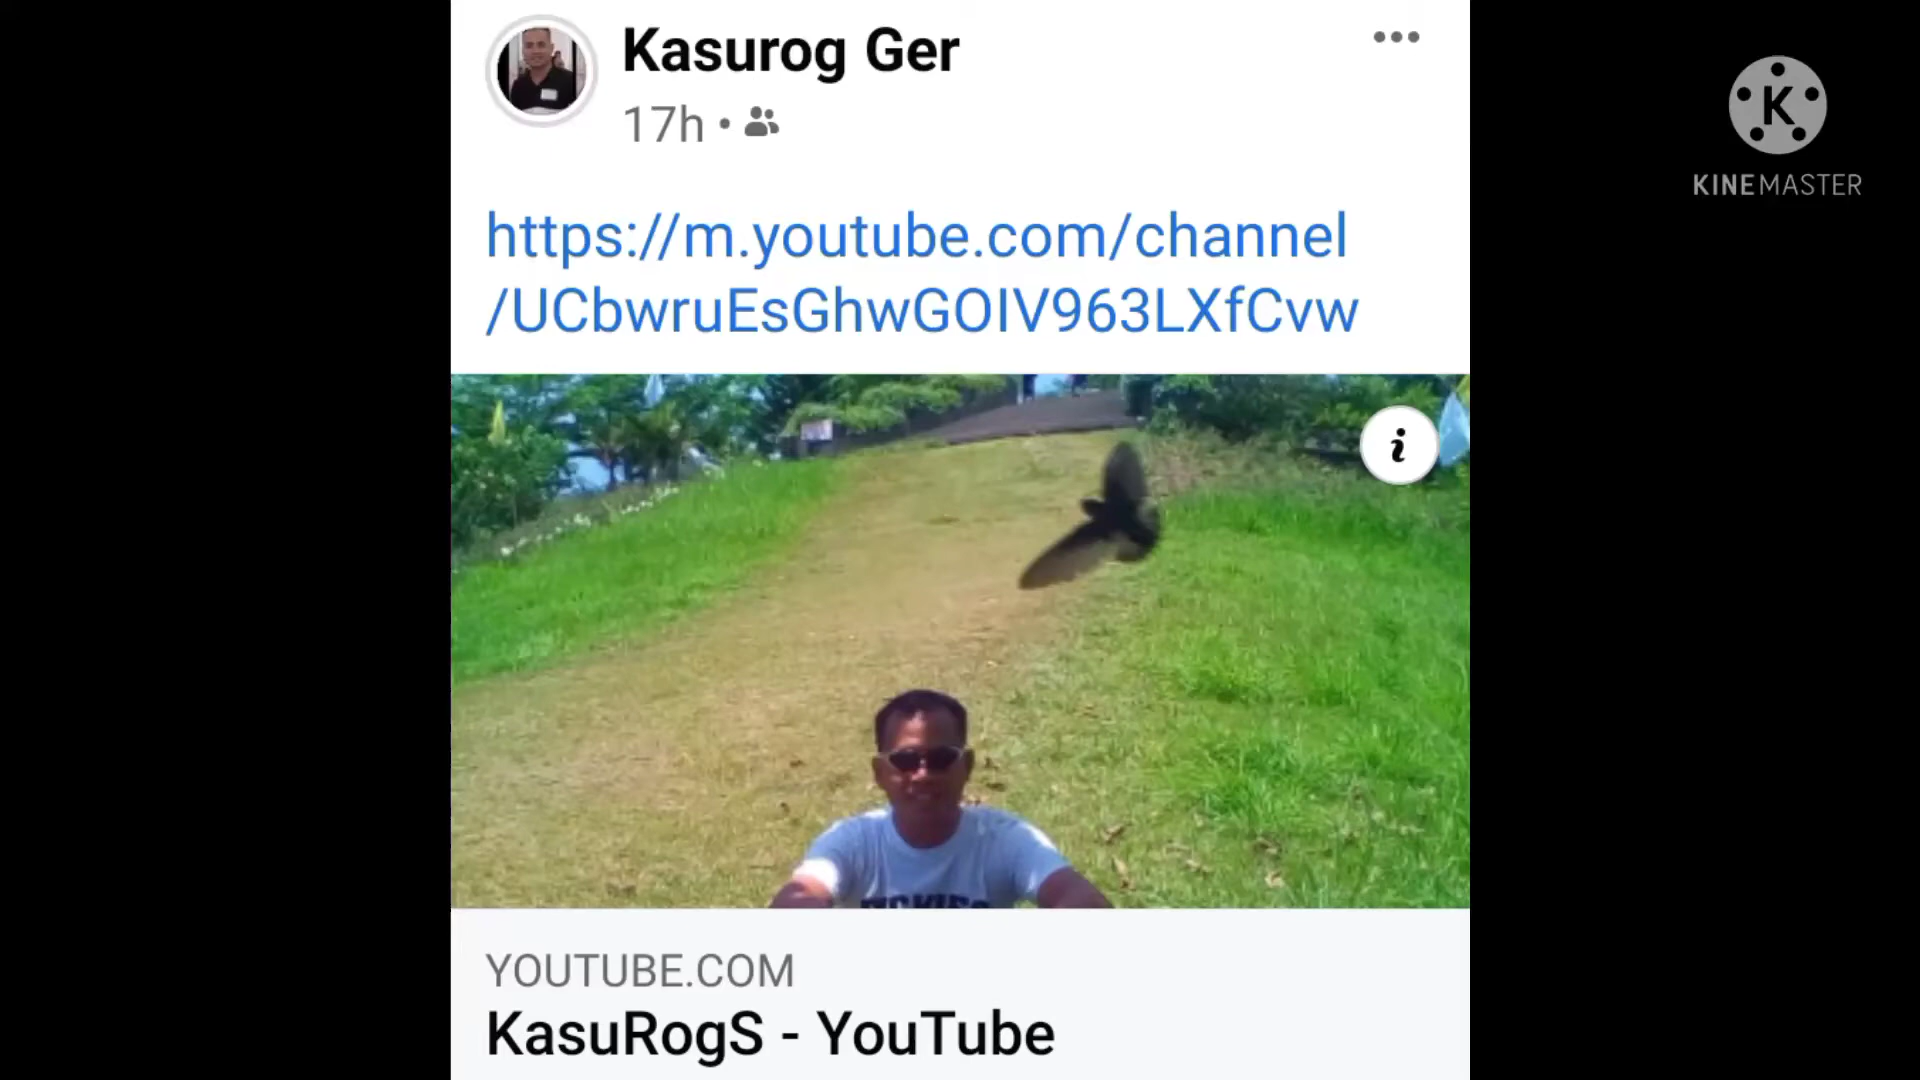 Kasurog Ger
17h •
https://m.youtube.com/channel
/UCbwruEsGhwGOIV963LXfCvw
K
KINEMASTER
i
YOUTUBE.COM
KasuRogS - YouTube